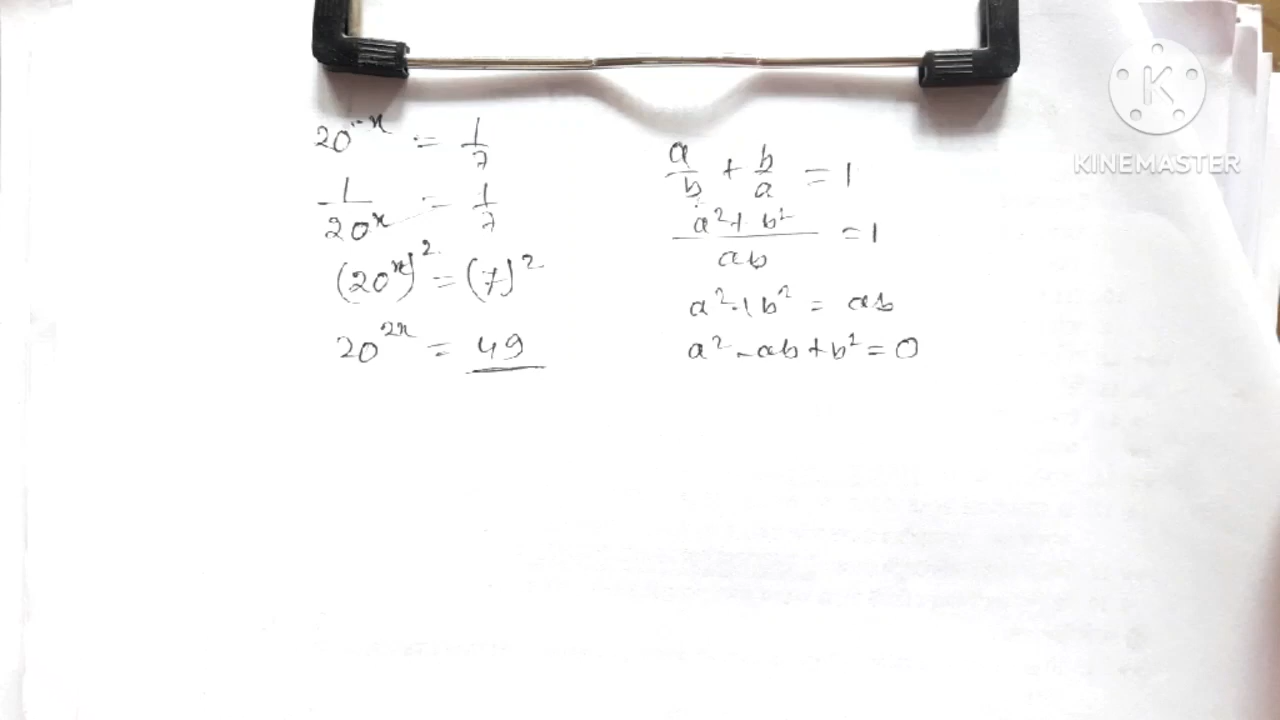 20^-x = 1/7
1/20^x = 1/7
(20^x)^2 = (7)^2
20^2x = 49
a/b + b/a = 1
a^2 + b^2/ab = 1
a^2 + b^2 = ab
a^2 - ab + b^2 = 0
K
KINEMASTER